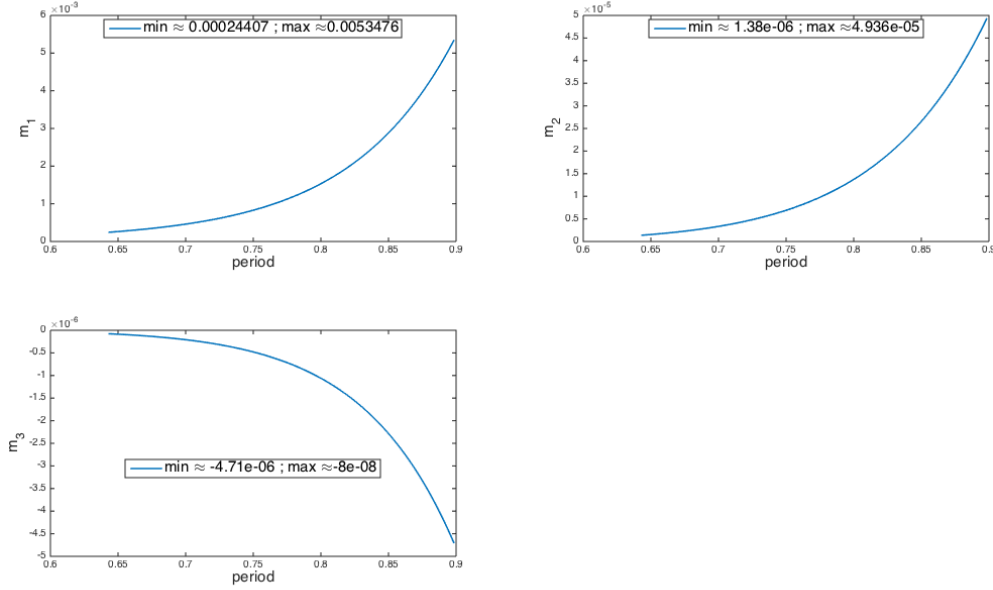 ×10⁻³
min ≈ 0.00024407 ; max ≈0.0053476
6
5
4
3
2
1
0
m₁
0.6 0.65 0.7 0.75 0.8 0.85 0.9
period
×10⁻⁵
min ≈ 1.38e-06 ; max ≈4.936e-05
5
4.5
4
3.5
3
2.5
2
1.5
1
0.5
0
m₂
0.6 0.65 0.7 0.75 0.8 0.85 0.9
period
×10⁻⁶
0
-0.5
-1
-1.5
-2
-2.5
-3
-3.5
-4
-4.5
-5
m₃
min ≈ -4.71e-06 ; max ≈-8e-08
0.6 0.65 0.7 0.75 0.8 0.85 0.9
period